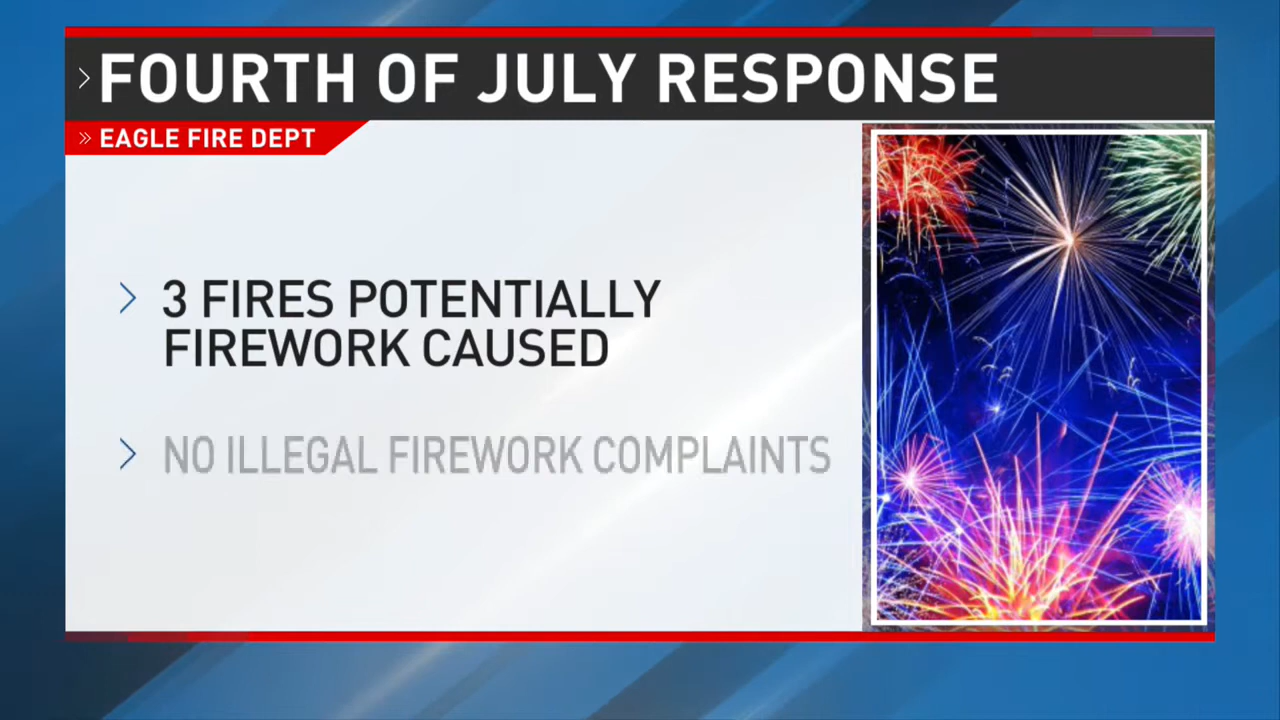 FOURTH OF JULY RESPONSE
EAGLE FIRE DEPT
3 FIRES POTENTIALLY
FIREWORK CAUSED
NO ILLEGAL FIREWORK COMPLAINTS